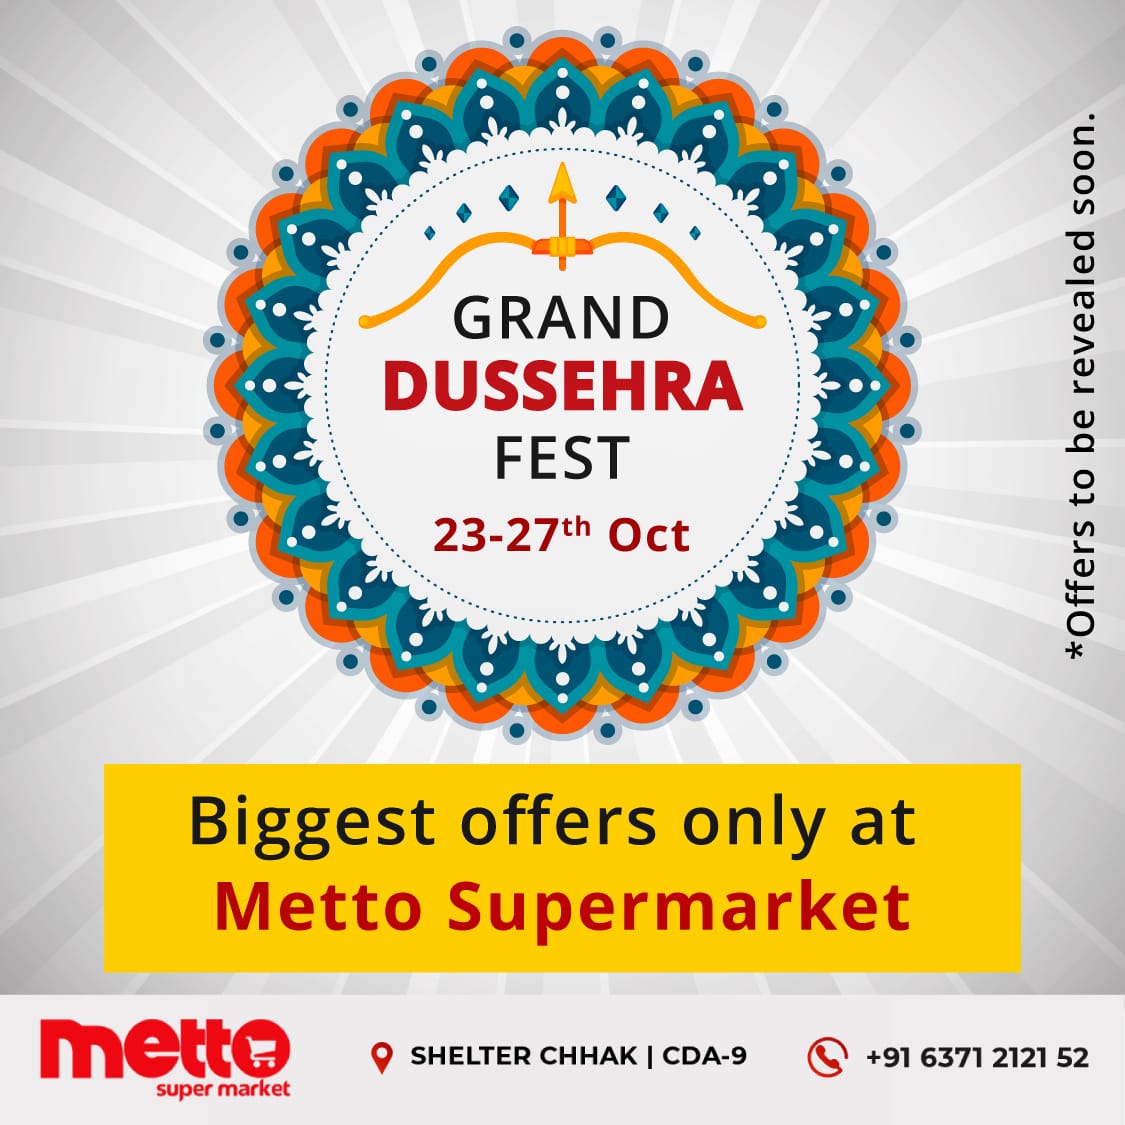 GRAND
DUSSEHRA
FEST
23-27th Oct
*Offers to be revealed soon.
Biggest offers only at
Metto Supermarket
metto
super market
SHELTER CHHAK | CDA-9
+91 6371 2121 52